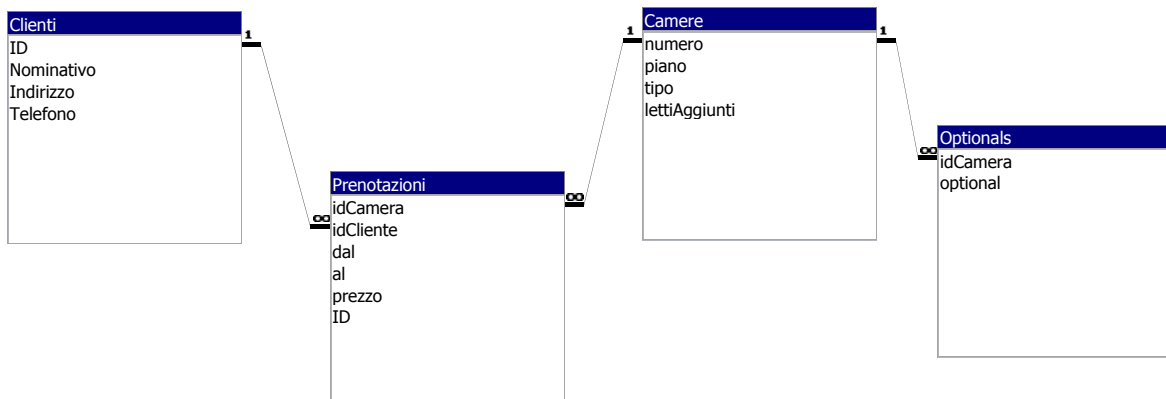 Clienti
ID
Nominativo
Indirizzo
Telefono
1
∞
Prenotazioni
idCamera
idCliente
dal
al
prezzo
ID
∞
1
Camere
numero
piano
tipo
lettiAggiunti
1
∞
Optionals
idCamera
optional